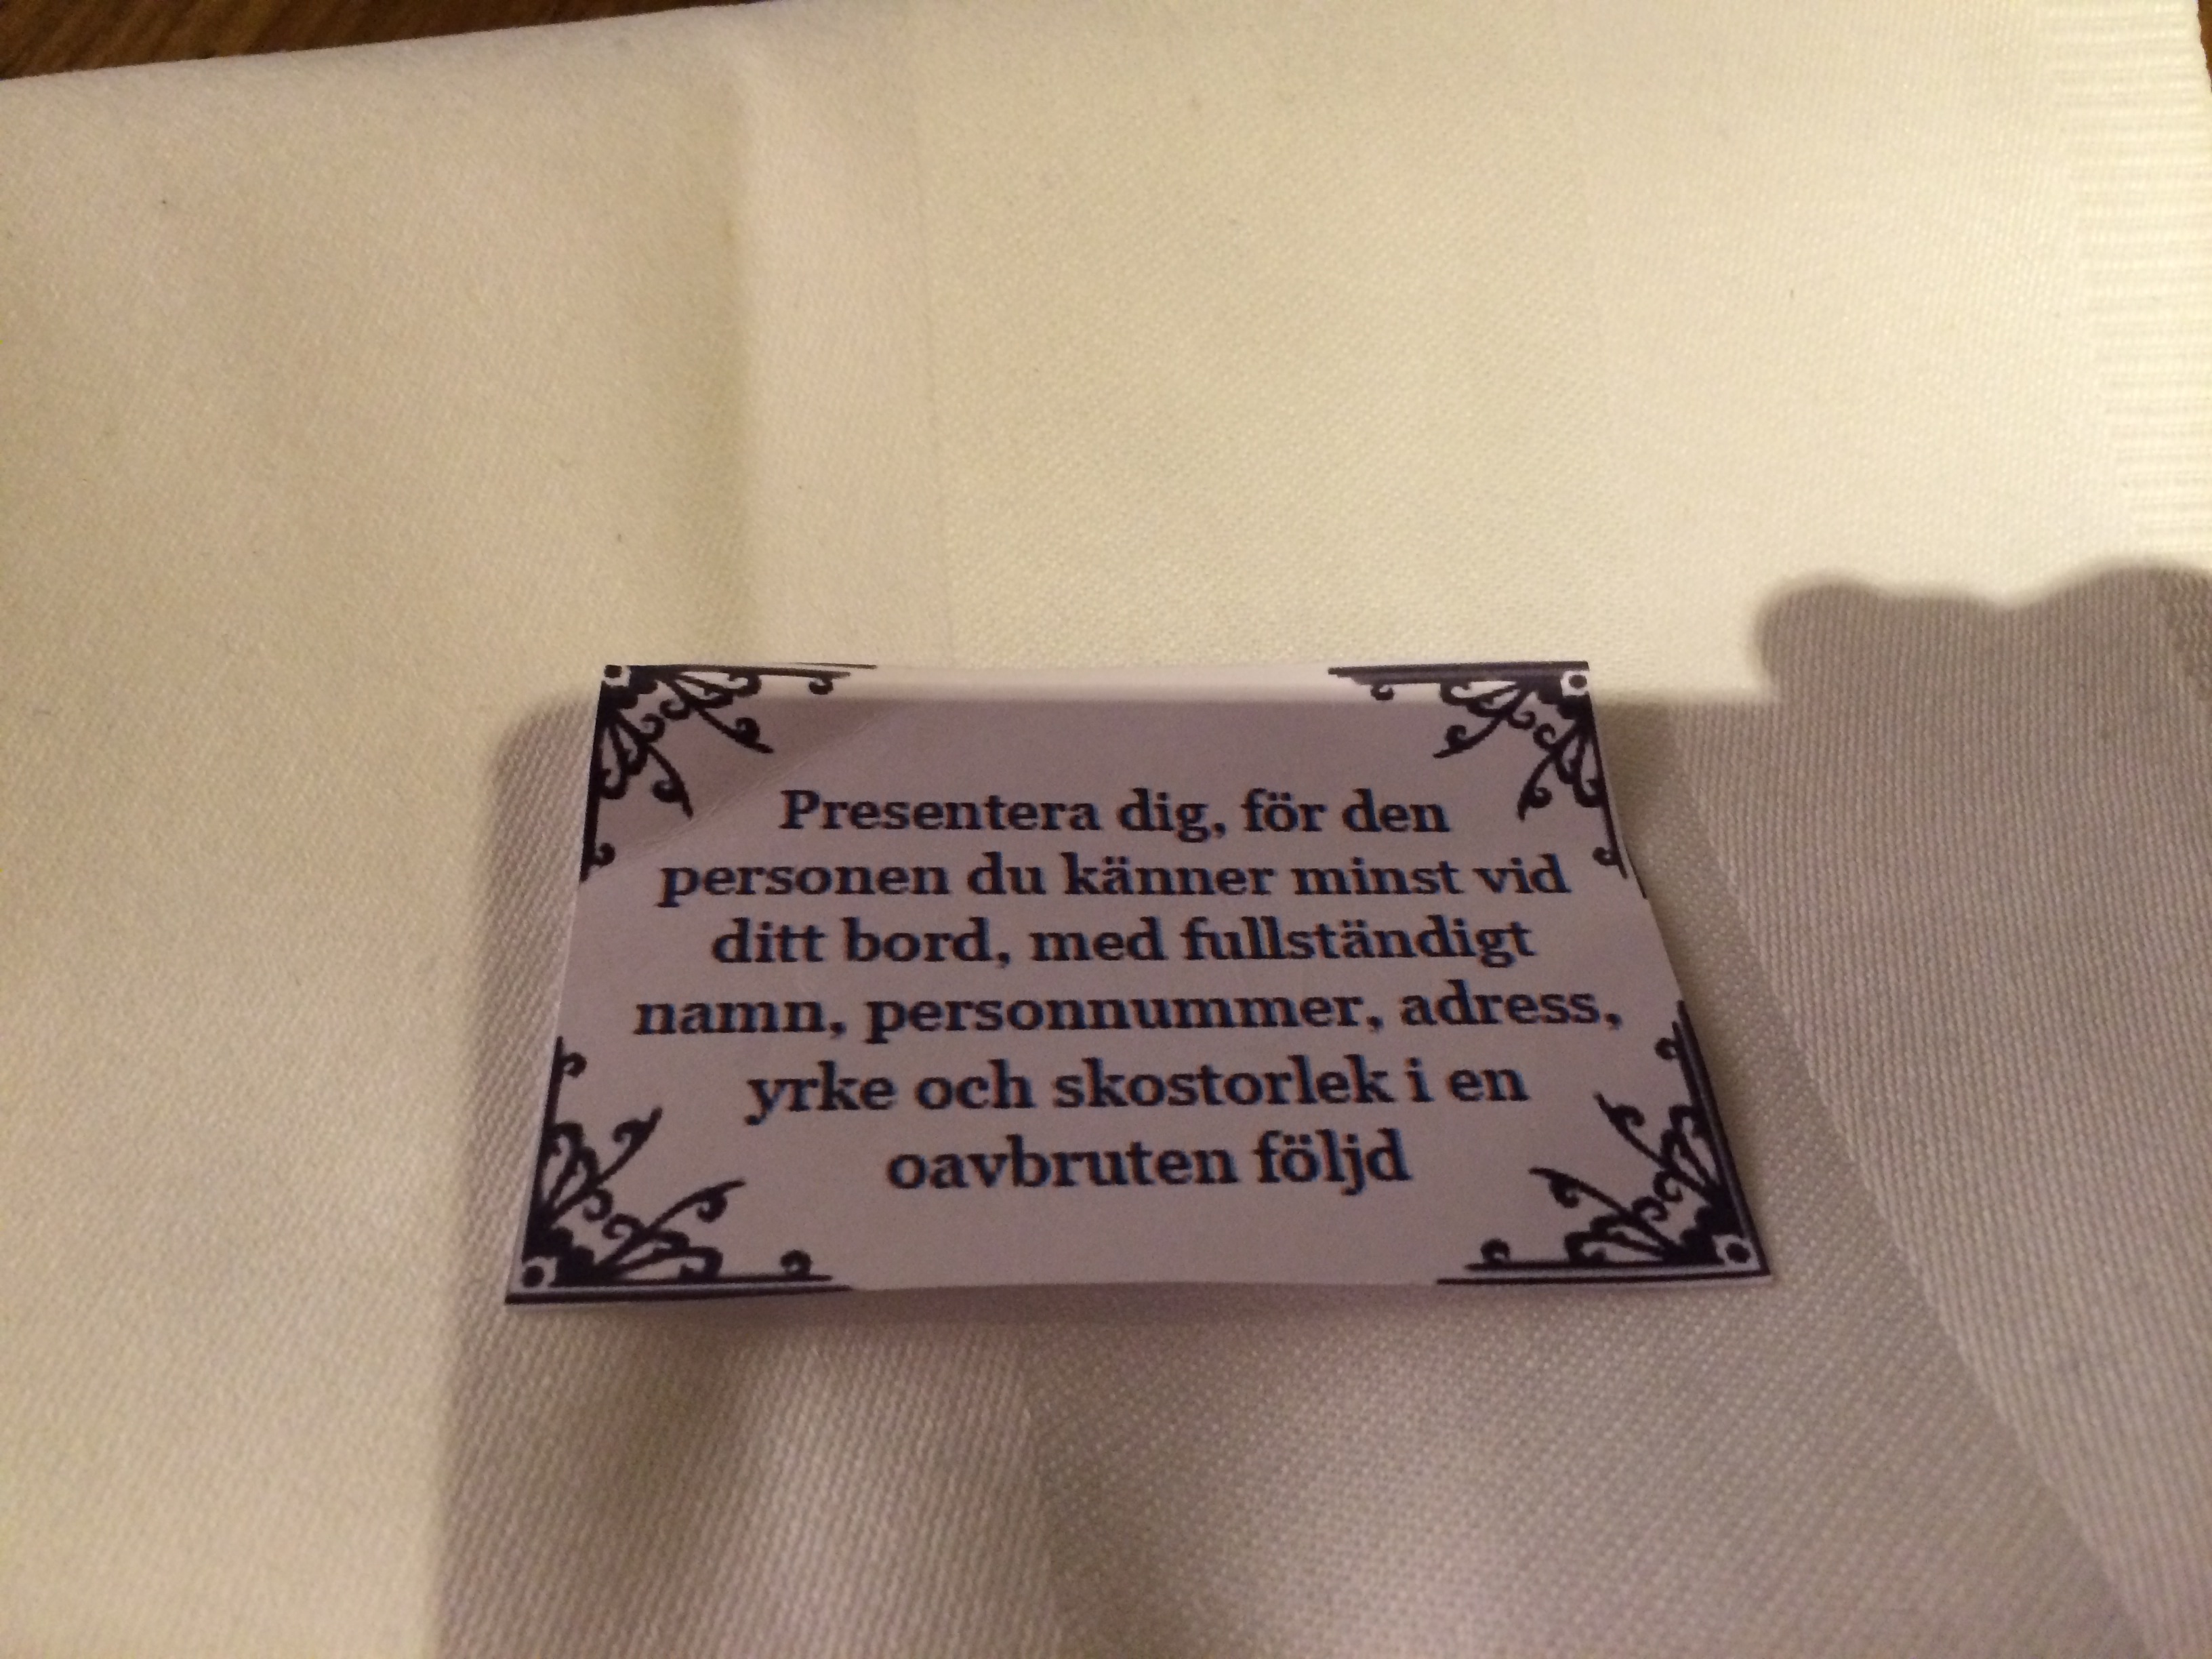 Presentera dig, för den
personen du känner minst vid
ditt bord, med fullständigt
namn, personnummer, adress,
yrke och skostorlek i en
oavbruten följd